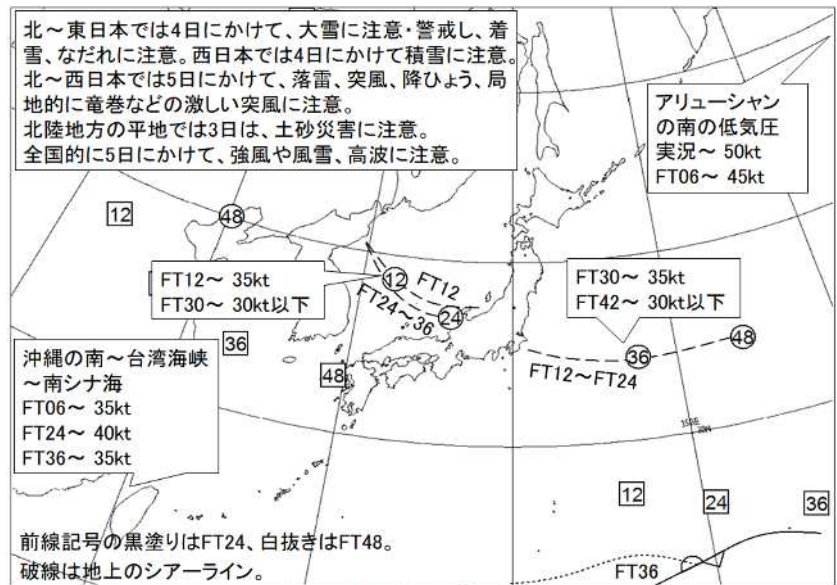 北～東日本では4日にかけて、大雪に注意・警戒し、着
雪、なだれに注意。西日本では4日にかけて積雪に注意。
北～西日本では5日にかけて、落雷、突風、降ひょう、局
地的に竜巻などの激しい突風に注意。
北陸地方の平地では3日は、土砂災害に注意。
全国的に5日にかけて、強風や風雪、高波に注意。
アリューシャン
の南の低気圧
実況～ 50kt
FT06～ 45kt
12
48
FT12～ 35kt
FT30～ 30kt以下
12
FT12
FT24～36
24
FT30～ 35kt
FT42～ 30kt以下
36
48
36
48
FT12～FT24
沖縄の南～台湾海峡
～南シナ海
FT06～ 35kt
FT24～ 40kt
FT36～ 35kt
12
24
36
前線記号の黒塗りはFT24、白抜きはFT48。
破線は地上のシアーライン。
FT36